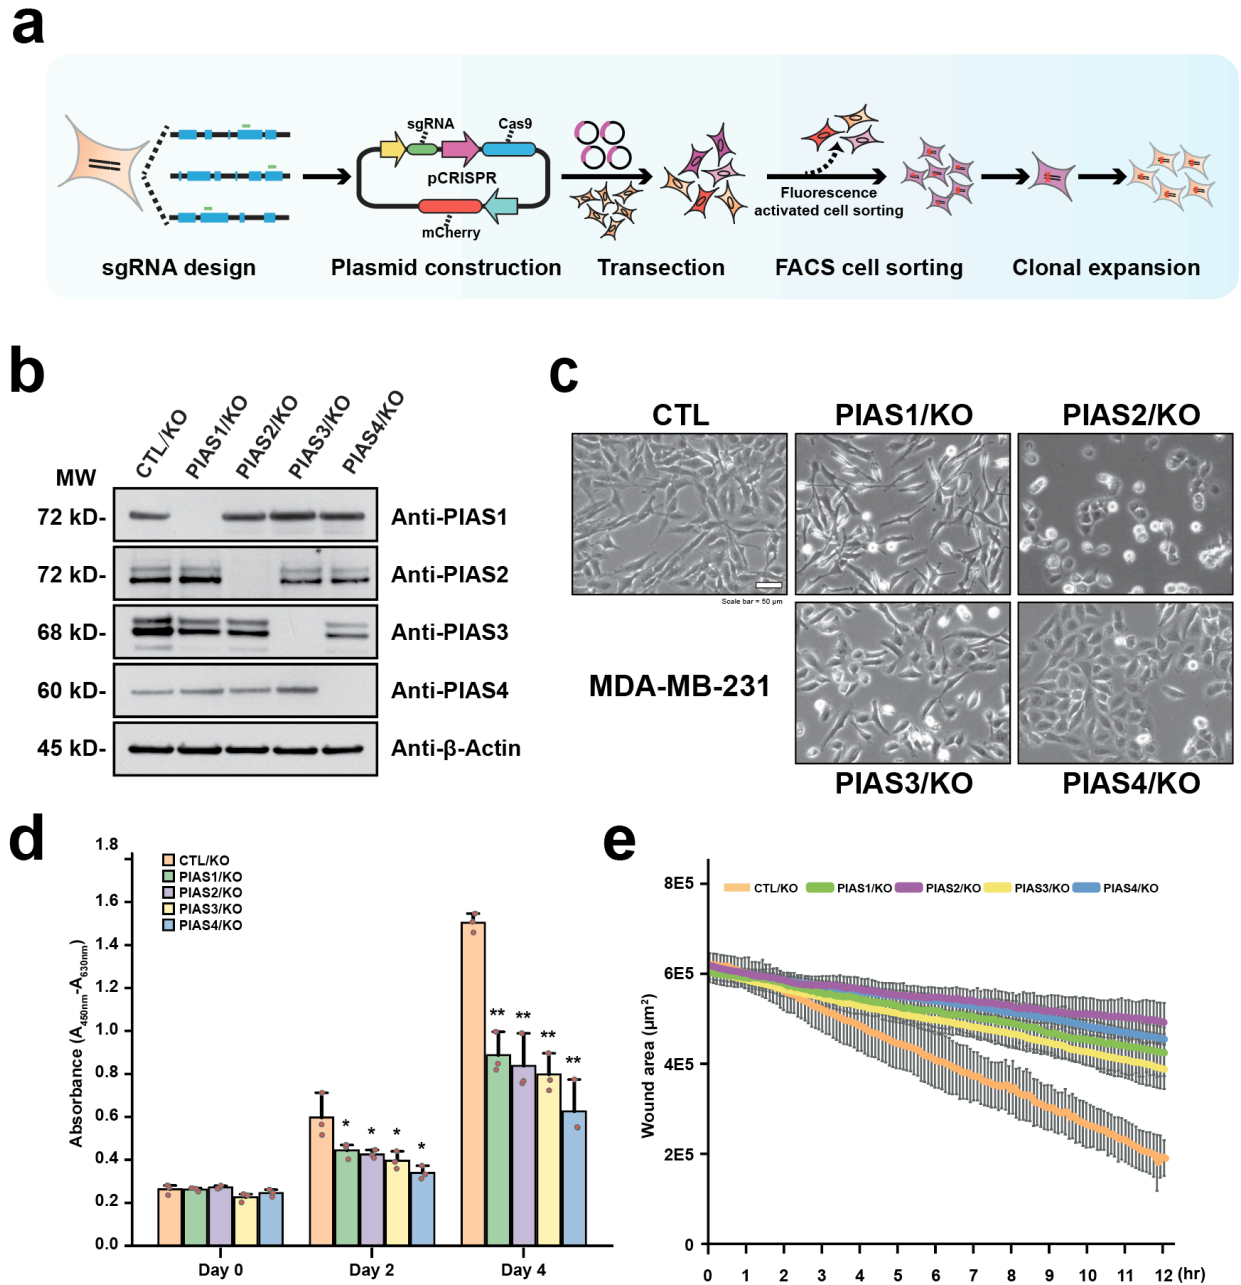 a
sgRNA
Cas9
pCRISPR
mCherry
Fluorescence
activated cell sorting
sgRNA design
Plasmid construction
Transection
FACS cell sorting
Clonal expansion
b
CTL/KO
PIAS1/KO
PIAS2/KO
PIAS3/KO
PIAS4/KO
MW
72 kD-
Anti-PIAS1
72 kD-
Anti-PIAS2
68 kD-
Anti-PIAS3
60 kD-
Anti-PIAS4
45 kD-
Anti-β-Actin
c
CTL
PIAS1/KO
PIAS2/KO
Scale bar = 50 µm
MDA-MB-231
PIAS3/KO
PIAS4/KO
d
Absorbance (A450nm-A630nm)
1.8
1.6
1.4
1.2
1.0
0.8
0.6
0.4
0.2
0.0
CTL/KO
PIAS1/KO
PIAS2/KO
PIAS3/KO
PIAS4/KO
* * * *
** ** ** **
Day 0
Day 2
Day 4
e
Wound area (µm²)
8E5
6E5
4E5
2E5
0
CTL/KO
PIAS1/KO
PIAS2/KO
PIAS3/KO
PIAS4/KO
0 1 2 3 4 5 6 7 8 9 10 11 12 (hr)